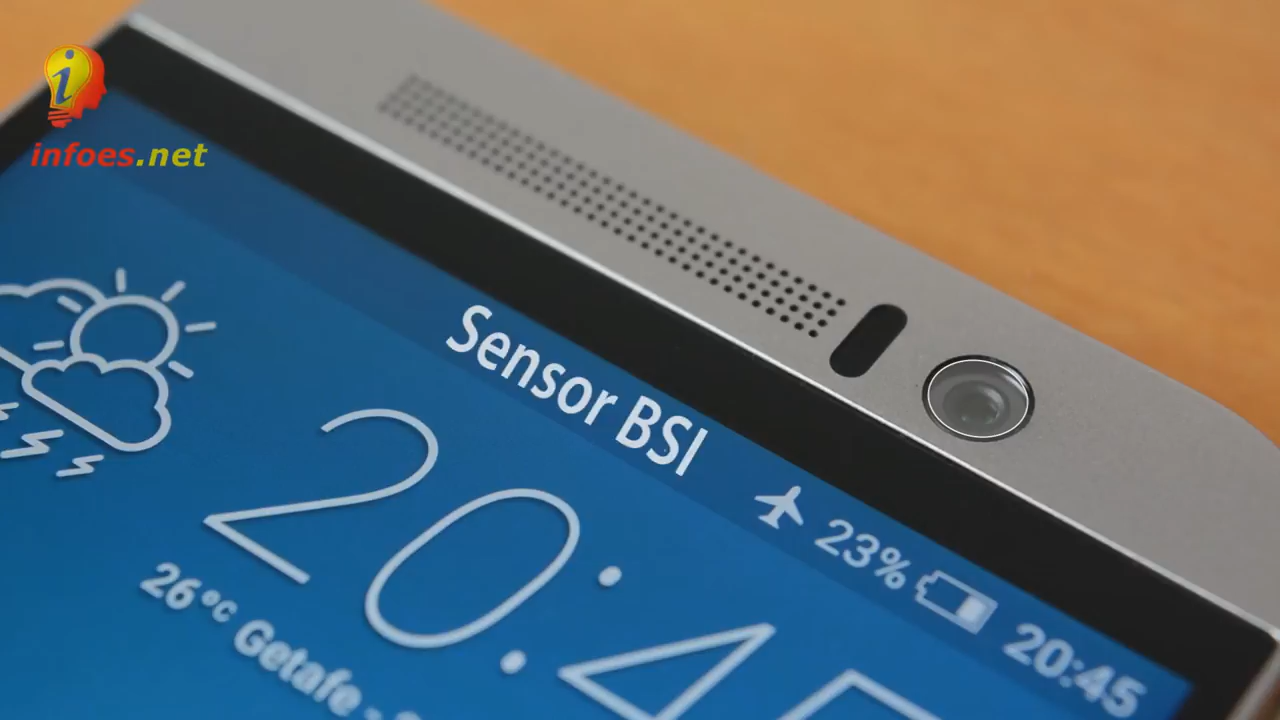 i
infoes.net
Sensor BSI
23%
20:45
20:45
26°C Getafe -